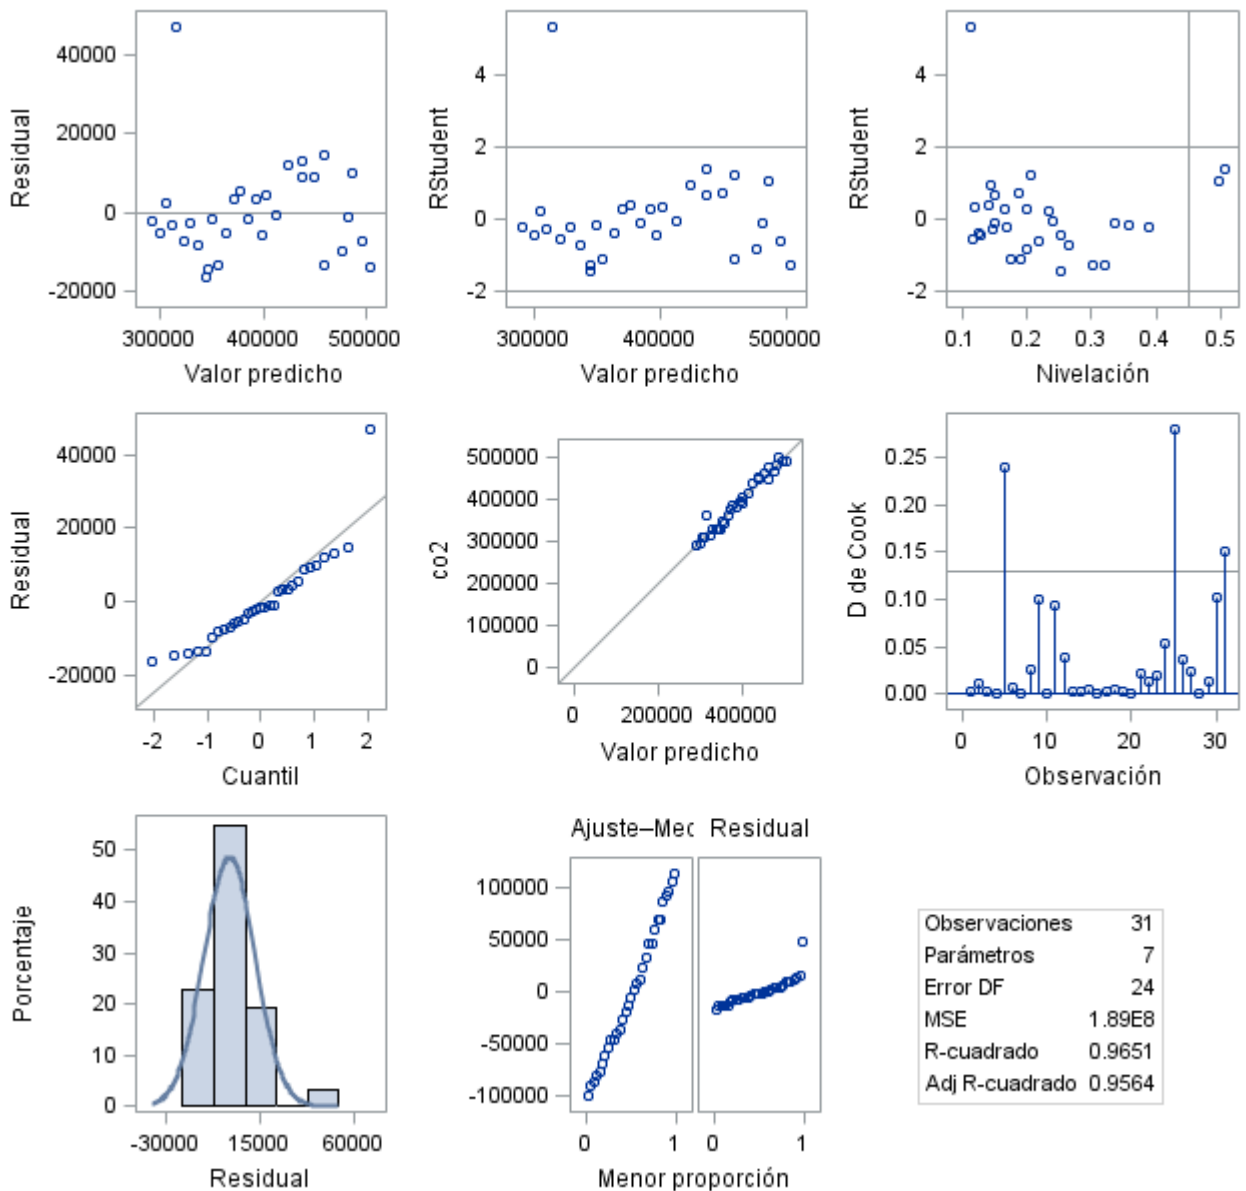 Residual
40000
20000
0
-20000
300000 400000 500000
Valor predicho
RStudent
4
2
0
-2
300000 400000 500000
Valor predicho
RStudent
4
2
0
-2
0.1 0.2 0.3 0.4 0.5
Nivelación
Residual
40000
20000
0
-20000
-2 -1 0 1 2
Cuantil
co2
500000
400000
300000
200000
100000
0
0 200000 400000
Valor predicho
D de Cook
0.25
0.20
0.15
0.10
0.05
0.00
0 10 20 30
Observación
Porcentaje
50
40
30
20
10
0
-30000 15000 60000
Residual
Ajuste–Mec Residual
100000
50000
0
-50000
-100000
0 1 0 1
Menor proporción
Observaciones 31
Parámetros 7
Error DF 24
MSE 1.89E8
R-cuadrado 0.9651
Adj R-cuadrado 0.9564